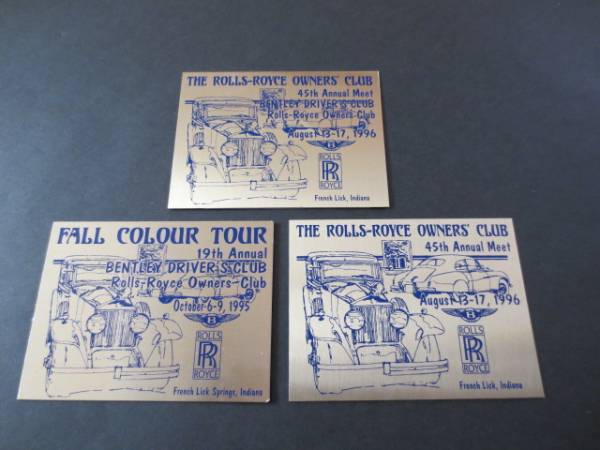 THE ROLLS-ROYCE OWNERS' CLUB
45th Annual Meet
BENTLEY DRIVER'S CLUB
Rolls-Royce Owners-Club
August 13-17, 1996
B
ROLLS
RR
ROYCE
French Lick, Indiana
FALL COLOUR TOUR
19th Annual
BENTLEY DRIVER'S CLUB
Rolls-Royce Owners-Club
October 6-9, 1995
B
ROLLS
RR
ROYCE
French Lick Springs, Indiana
THE ROLLS-ROYCE OWNERS' CLUB
45th Annual Meet
August 13-17, 1996
B
ROLLS
RR
ROYCE
French Lick, Indiana